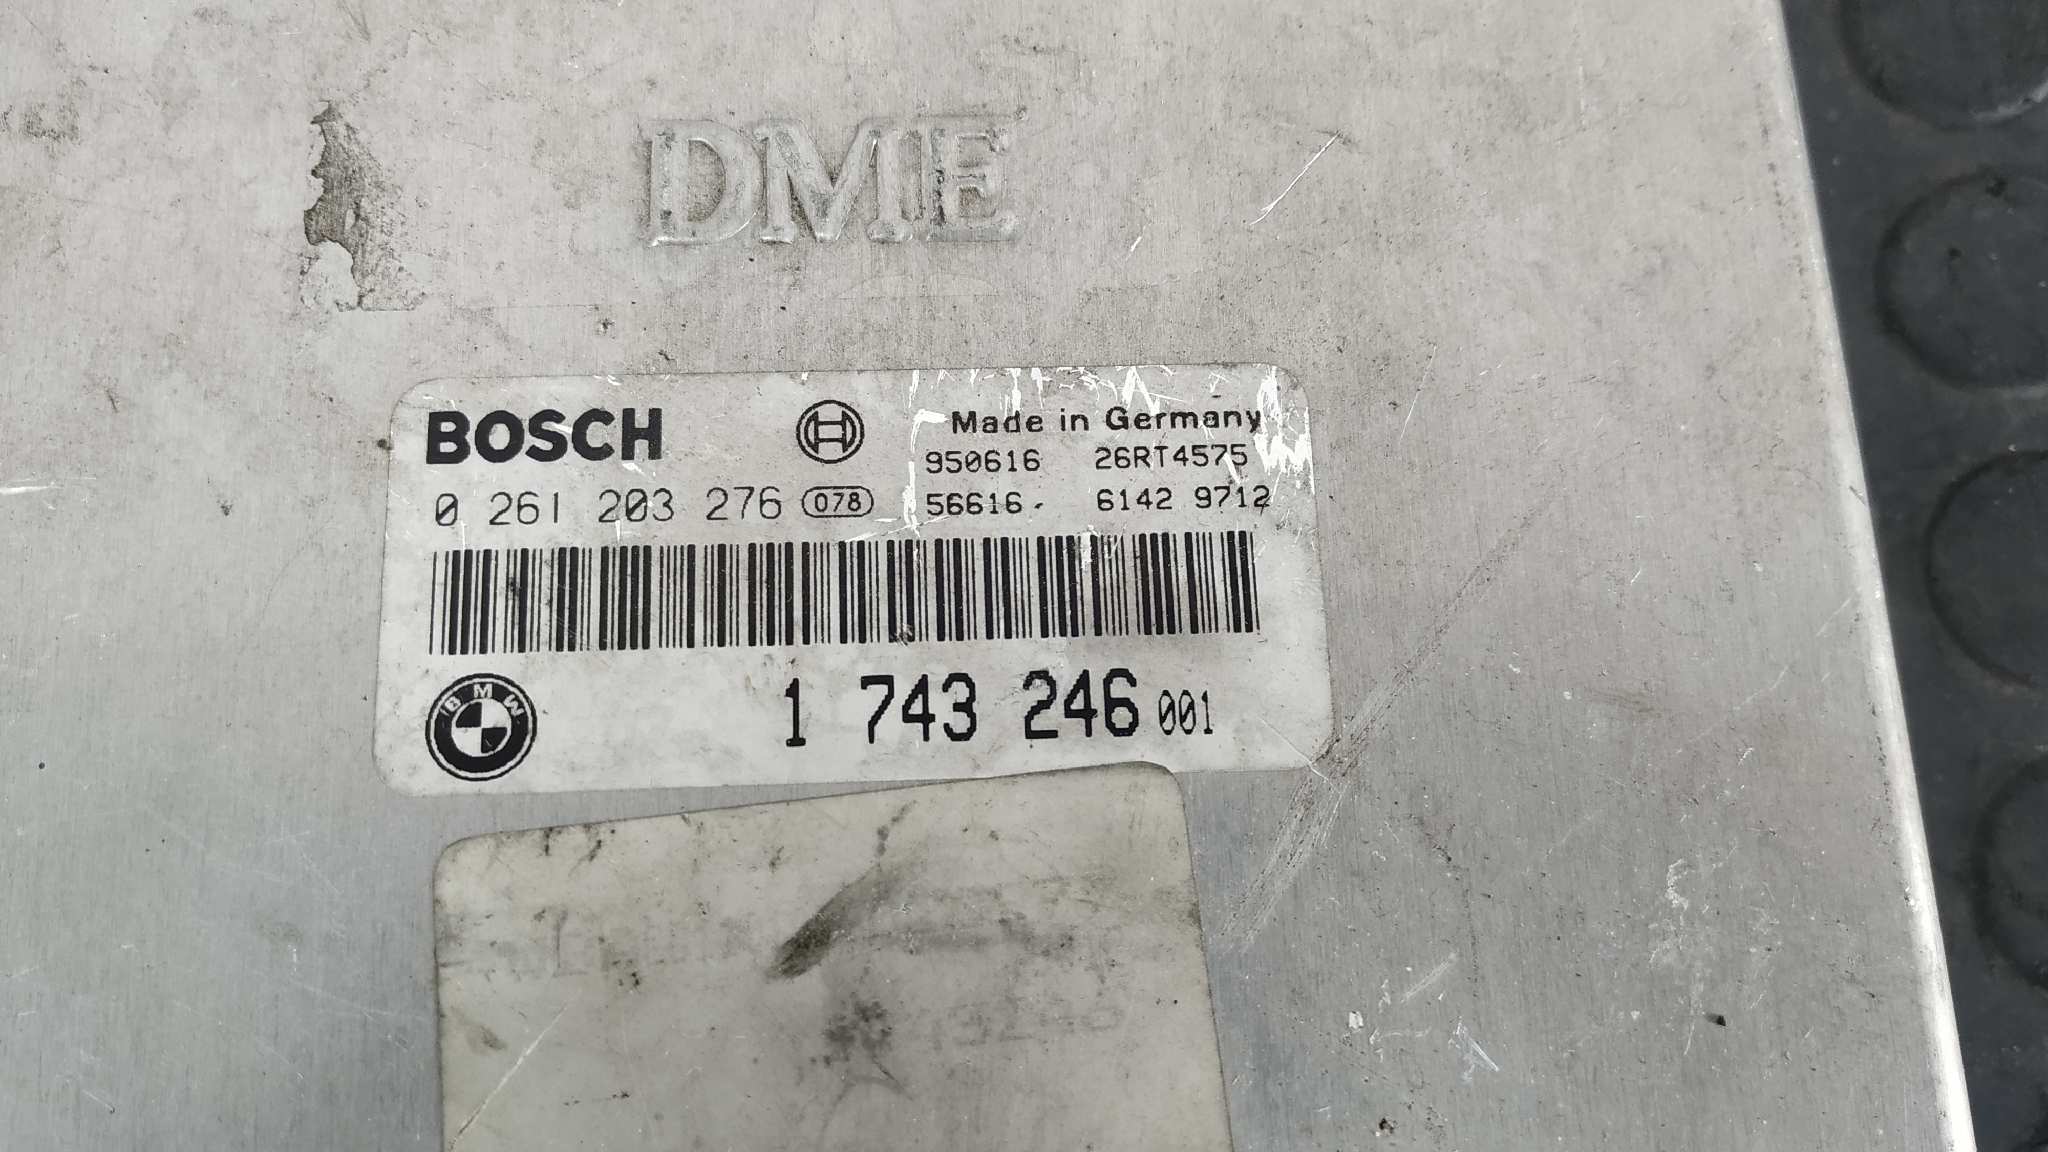 DME
BOSCH
Made in Germany
950616 26RT4575
0 261 203 276 078
56616. 6142 9712
BMW
1 743 246 001